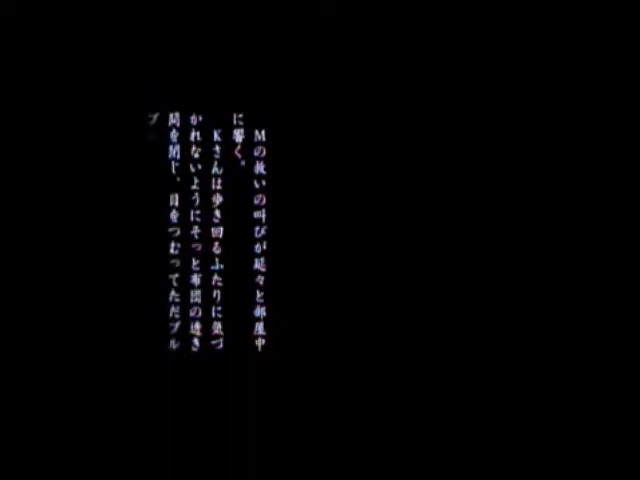 Mの救いの叫びが延々と部屋中
に響く。
Kさんは歩き回るふたりに気づ
かれないようにそっと布団の透き
間を閉じ、目をつむってただブル
ブ